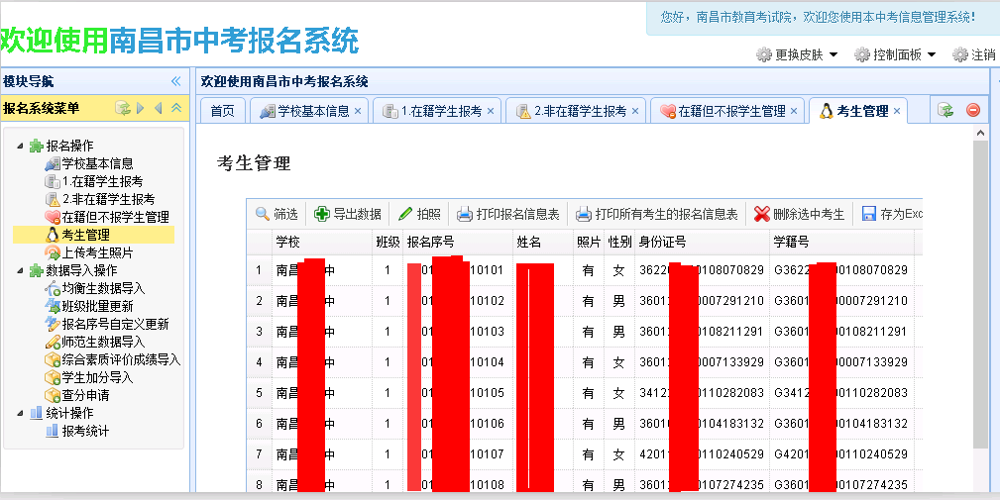 您好，南昌市教育考试院，欢迎您使用本中考信息管理系统！
欢迎使用南昌市中考报名系统
更换皮肤 控制面板 注销
模块导航
欢迎使用南昌市中考报名系统
报名系统菜单
首页 学校基本信息 1.在籍学生报考 2.非在籍学生报考 在籍但不报学生管理 考生管理
报名操作
学校基本信息
1.在籍学生报考
2.非在籍学生报考
在籍但不报学生管理
考生管理
上传考生照片
数据导入操作
均衡生数据导入
班级批量更新
报名序号自定义更新
师范生数据导入
综合素质评价成绩导入
学生加分导入
查分申请
统计操作
报考统计
考生管理
筛选 导出数据 拍照 打印报名信息表 打印所有考生的报名信息表 删除选中考生 存为Exc
学校 班级 报名序号 姓名 照片 性别 身份证号 学籍号
1 南昌 中 1 01 10101 有 女 3622 0108070829 G3622 00108070829
2 南昌 中 1 01 10102 有 男 3601 0007291210 G3601 00007291210
3 南昌 中 1 01 10103 有 男 3601 0108211291 G3601 00108211291
4 南昌 中 1 01 10104 有 女 3601 0007133929 G3601 00007133929
5 南昌 中 1 01 10105 有 女 3412 0110282083 G3412 00110282083
6 南昌 中 1 01 10106 有 男 3601 0104183132 G3601 00104183132
7 南昌 中 1 01 10107 有 女 4201 0110240529 G4201 00110240529
8 南昌 中 1 01 10108 有 男 3601 0107274235 G3601 00107274235